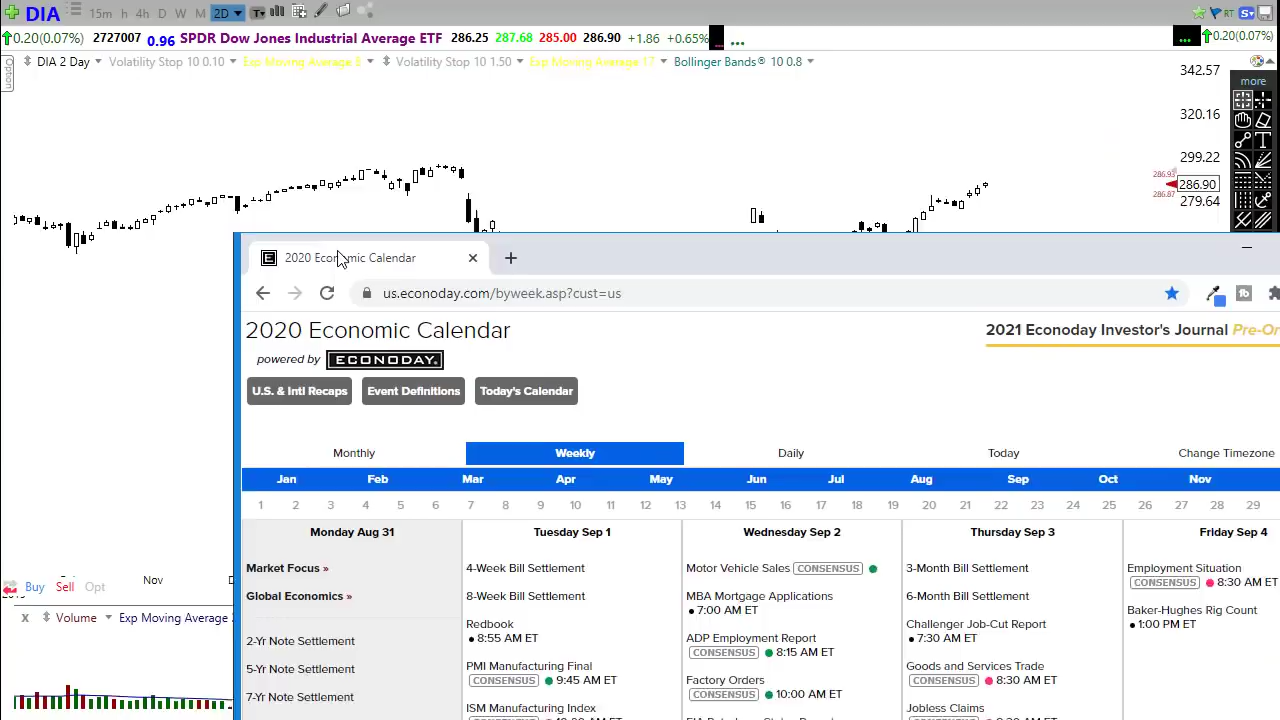 DIA 15m h 4h D W M 2D T RT S
0.20(0.07%) 2727007 0.96 SPDR Dow Jones Industrial Average ETF 286.25 287.68 285.00 286.90 +1.86 +0.65% ... ... 0.20(0.07%)
Option
DIA 2 Day Volatility Stop 10 0.10 Exp Moving Average 8 Volatility Stop 10 1.50 Exp Moving Average 17 Bollinger Bands® 10 0.8
342.57
more
320.16
299.22
286.93
286.90
286.87
279.64
2020 Economic Calendar
us.econoday.com/byweek.asp?cust=us
2020 Economic Calendar
2021 Econoday Investor's Journal Pre-Or
powered by ECONODAY.
U.S. & Intl Recaps Event Definitions Today's Calendar
Monthly Weekly Daily Today Change Timezone
Jan Feb Mar Apr May Jun Jul Aug Sep Oct Nov
1 2 3 4 5 6 7 8 9 10 11 12 13 14 15 16 17 18 19 20 21 22 23 24 25 26 27 28 29
Monday Aug 31 Tuesday Sep 1 Wednesday Sep 2 Thursday Sep 3 Friday Sep 4
Market Focus »
Global Economics »
2-Yr Note Settlement
5-Yr Note Settlement
7-Yr Note Settlement
4-Week Bill Settlement
8-Week Bill Settlement
Redbook
8:55 AM ET
PMI Manufacturing Final
CONSENSUS 9:45 AM ET
ISM Manufacturing Index
Motor Vehicle Sales CONSENSUS
MBA Mortgage Applications
7:00 AM ET
ADP Employment Report
CONSENSUS 8:15 AM ET
Factory Orders
CONSENSUS 10:00 AM ET
3-Month Bill Settlement
6-Month Bill Settlement
Challenger Job-Cut Report
7:30 AM ET
Goods and Services Trade
CONSENSUS 8:30 AM ET
Jobless Claims
Employment Situation
CONSENSUS 8:30 AM ET
Baker-Hughes Rig Count
1:00 PM ET
Nov
Buy Sell Opt
x Volume Exp Moving Average